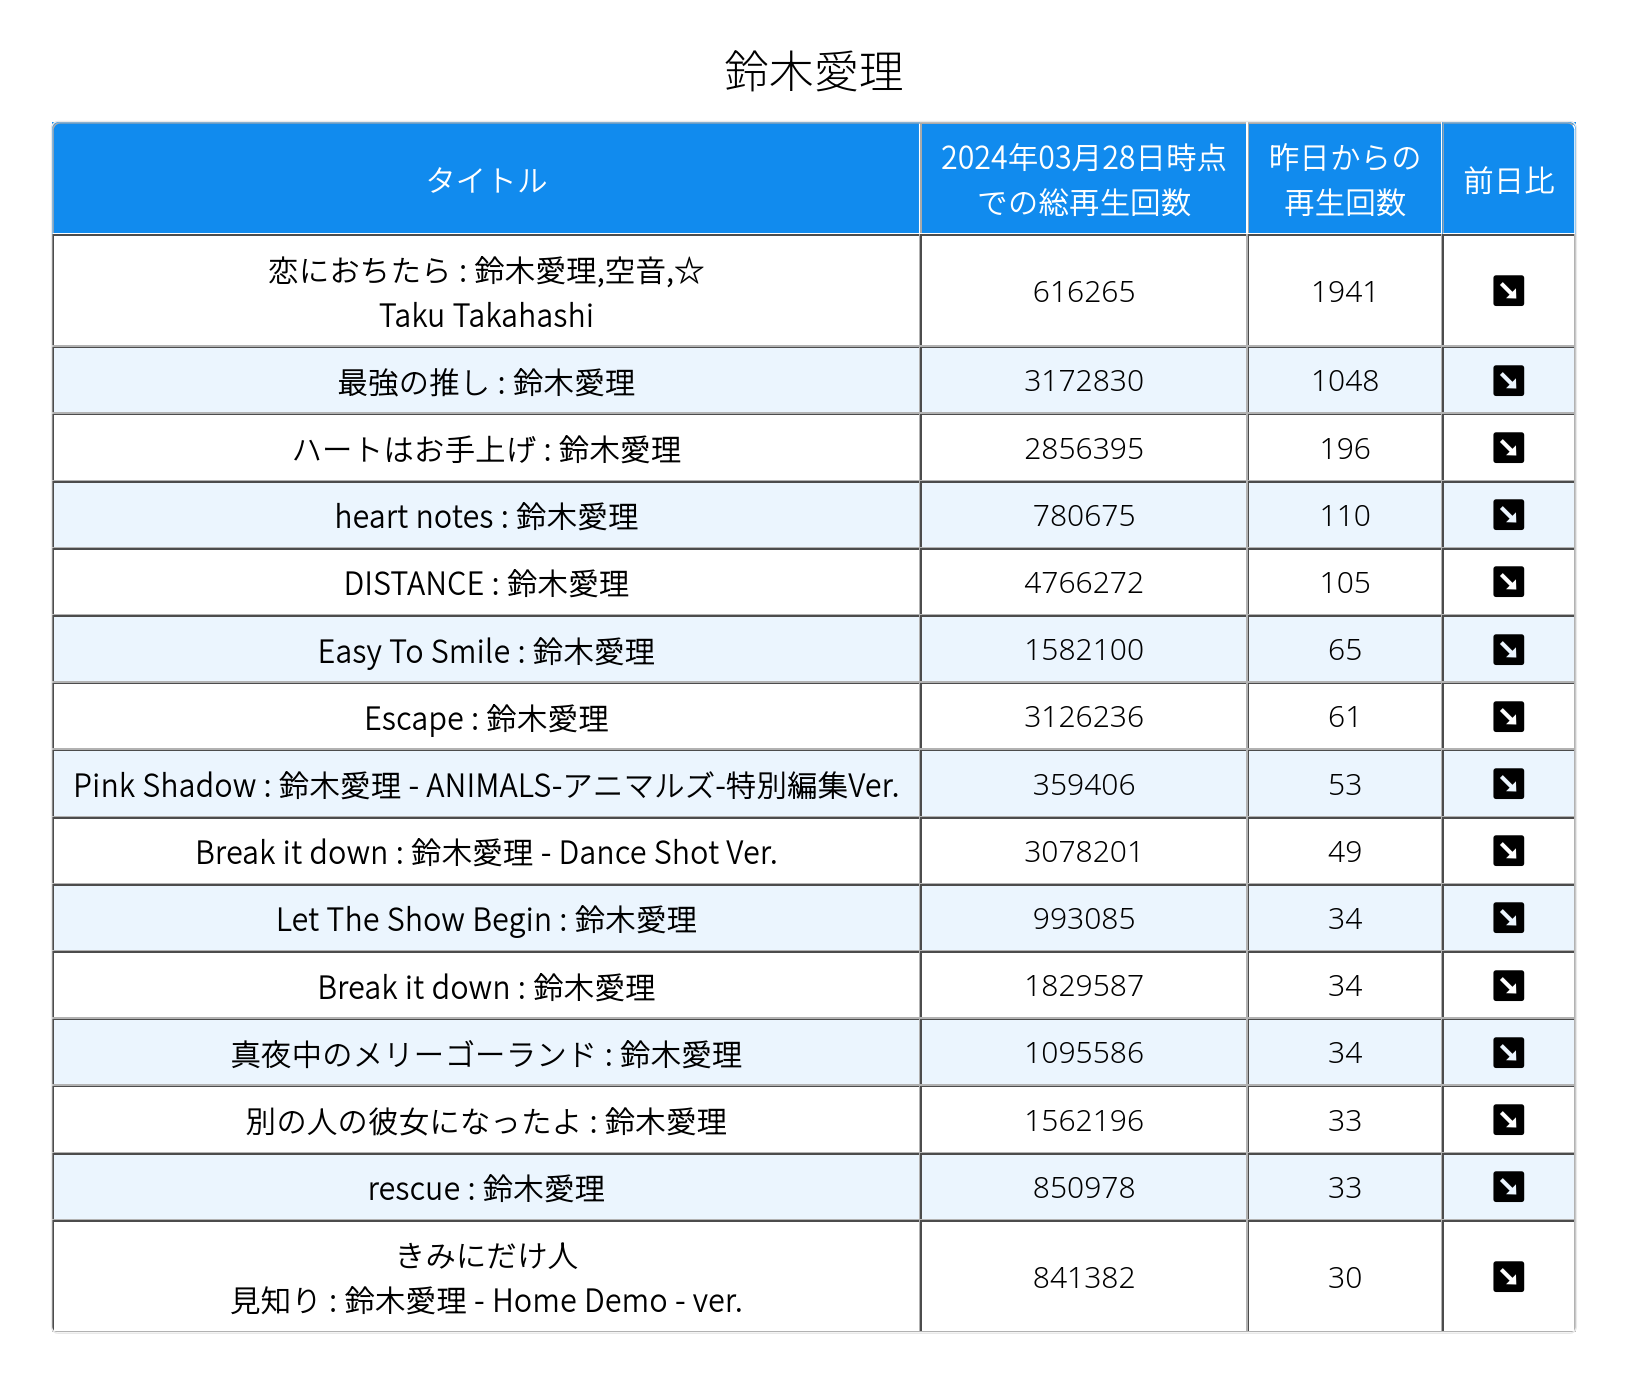 鈴木愛理
タイトル
2024年03月28日時点
での総再生回数
昨日からの
再生回数
前日比
恋におちたら : 鈴木愛理,空音,☆
Taku Takahashi
616265
1941
最強の推し : 鈴木愛理
3172830
1048
ハートはお手上げ : 鈴木愛理
2856395
196
heart notes : 鈴木愛理
780675
110
DISTANCE : 鈴木愛理
4766272
105
Easy To Smile : 鈴木愛理
1582100
65
Escape : 鈴木愛理
3126236
61
Pink Shadow : 鈴木愛理 - ANIMALS-アニマルズ-特別編集Ver.
359406
53
Break it down : 鈴木愛理 - Dance Shot Ver.
3078201
49
Let The Show Begin : 鈴木愛理
993085
34
Break it down : 鈴木愛理
1829587
34
真夜中のメリーゴーランド : 鈴木愛理
1095586
34
別の人の彼女になったよ : 鈴木愛理
1562196
33
rescue : 鈴木愛理
850978
33
きみにだけ人
見知り : 鈴木愛理 - Home Demo - ver.
841382
30